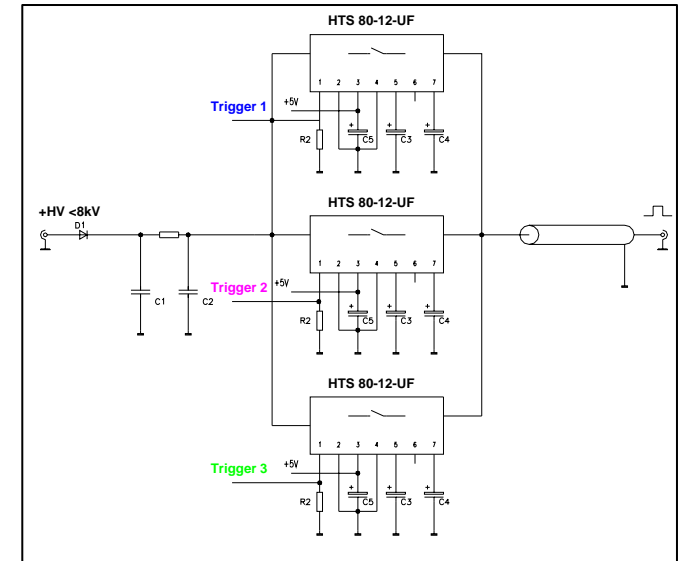 HTS 80-12-UF
1 2 3 4 5 6 7
Trigger 1
+5V
+ + +
R2
C5 C3 C4
+HV <8kV
D1
C1
C2
HTS 80-12-UF
1 2 3 4 5 6 7
Trigger 2
+5V
+ + +
R2
C5 C3 C4
HTS 80-12-UF
1 2 3 4 5 6 7
Trigger 3
+5V
+ + +
R2
C5 C3 C4